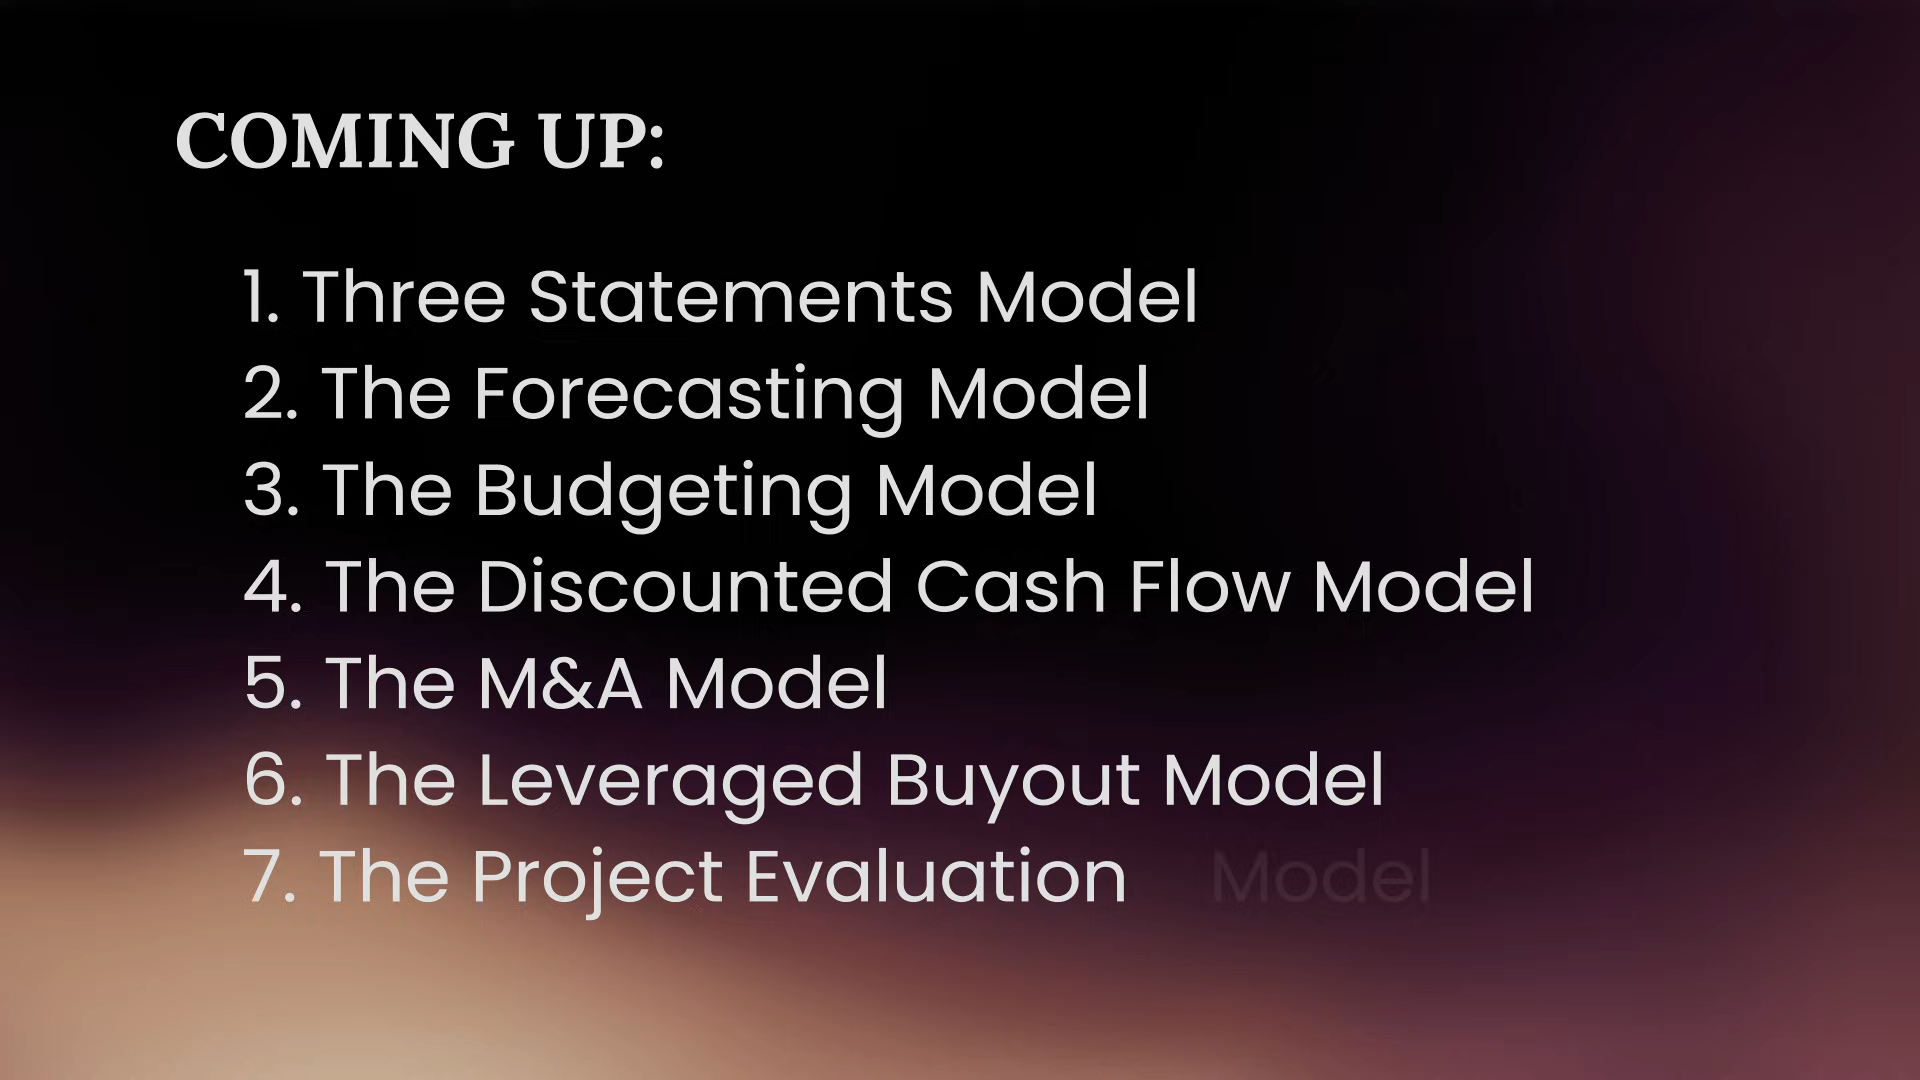 COMING UP:
1. Three Statements Model
2. The Forecasting Model
3. The Budgeting Model
4. The Discounted Cash Flow Model
5. The M&A Model
6. The Leveraged Buyout Model
7. The Project Evaluation Model